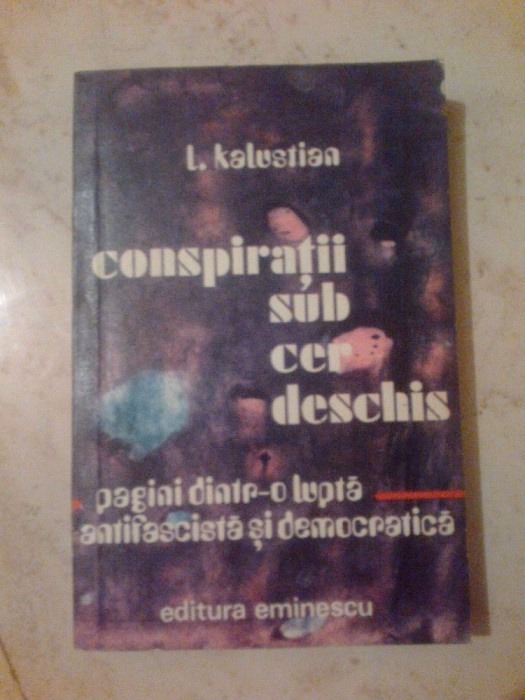 l. kalustian
conspirații
sub
cer
deschis
pagini dintr-o luptă
antifascistă și democratică
editura eminescu